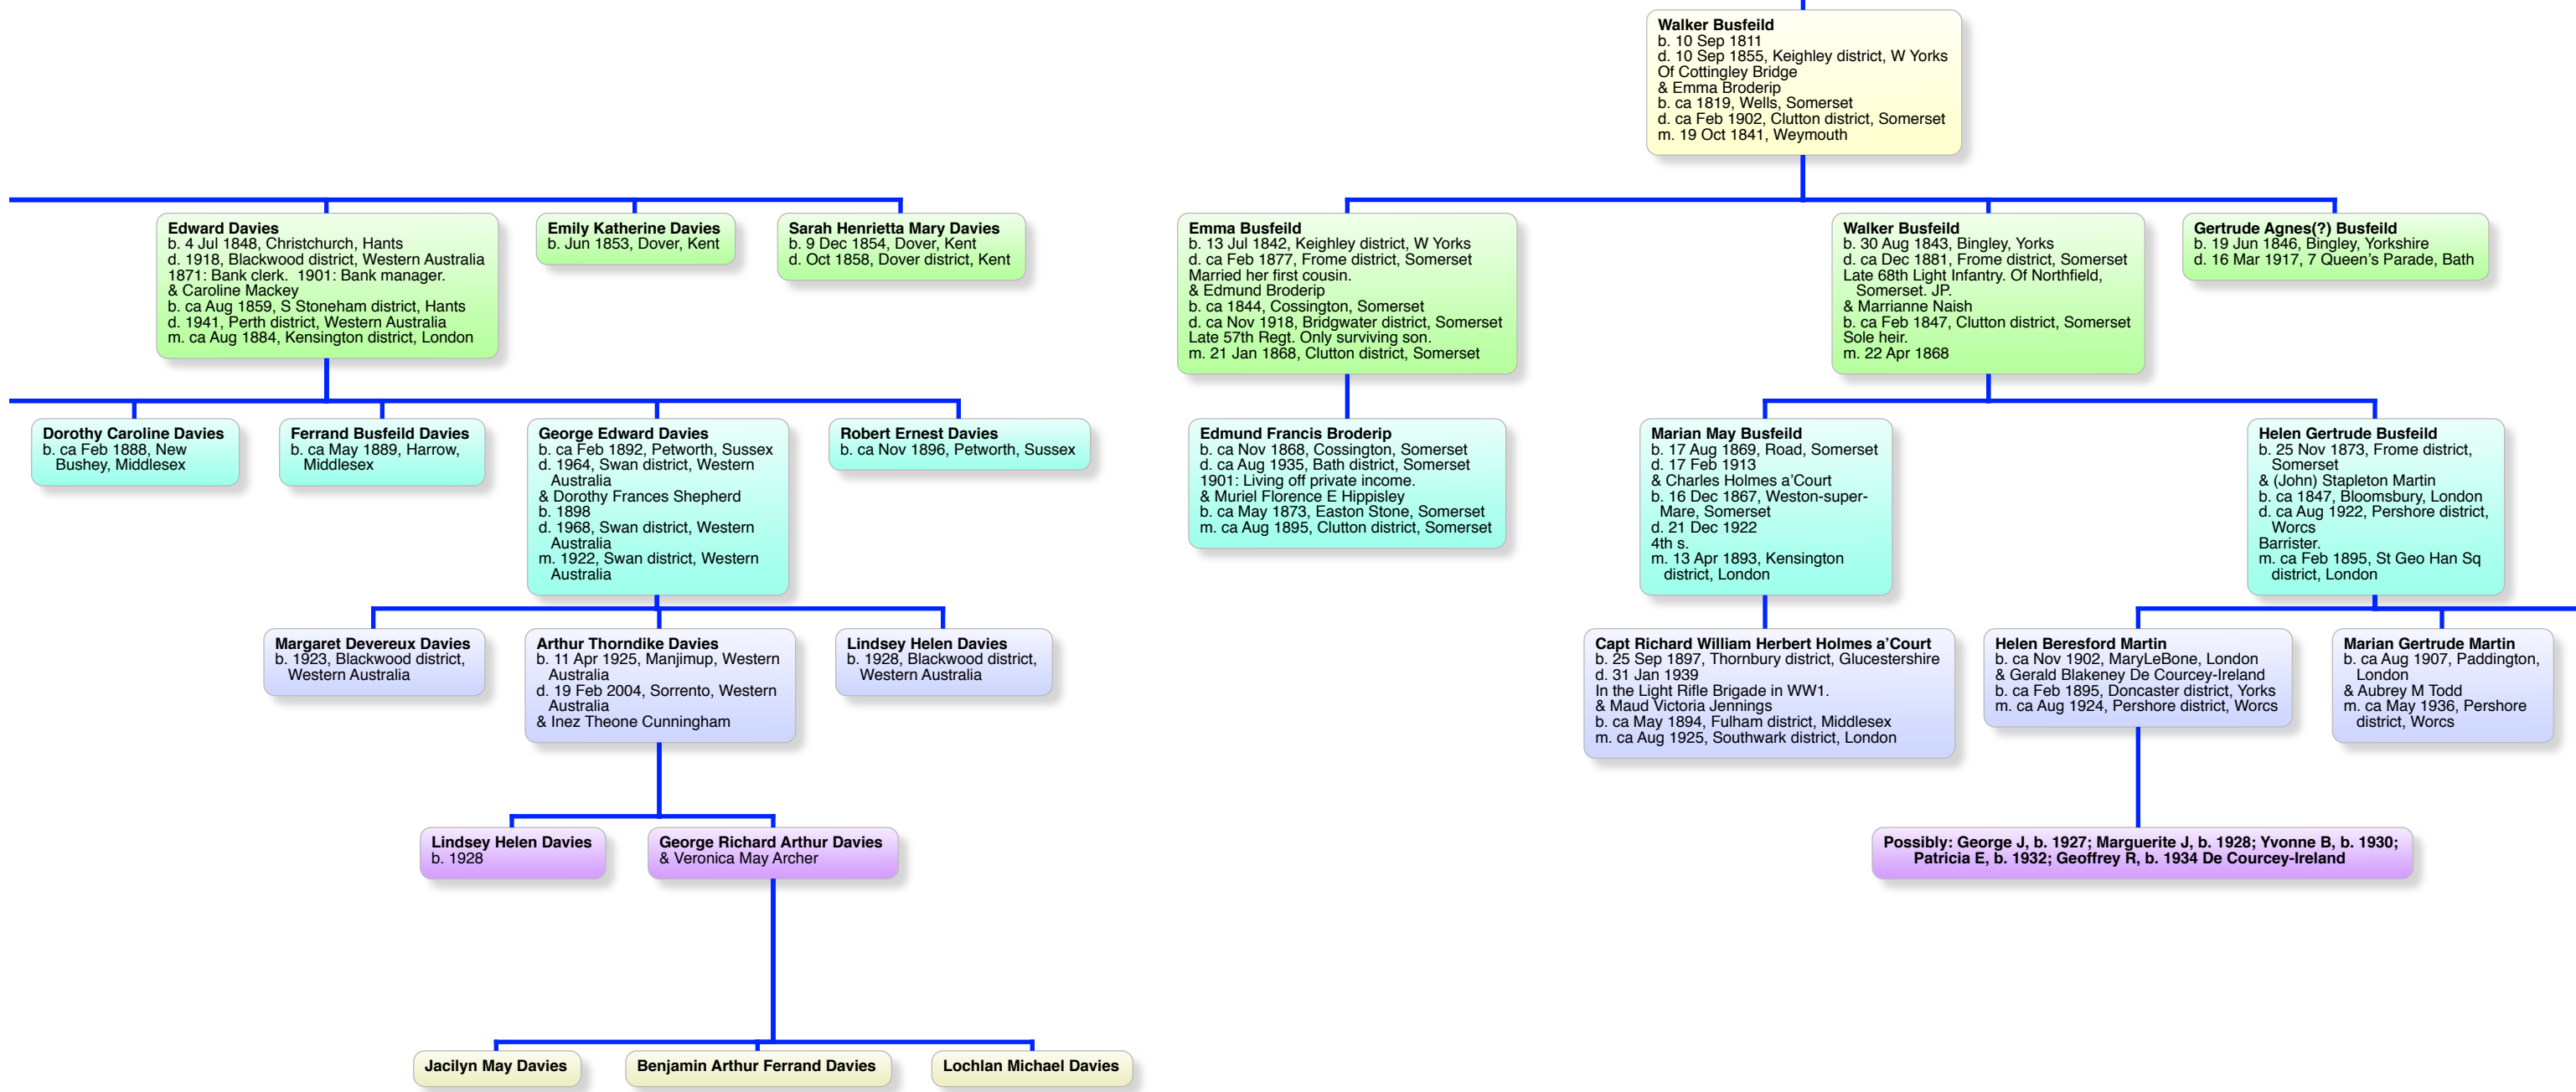 Walker Busfeild
b. 10 Sep 1811
d. 10 Sep 1855, Keighley district, W Yorks
Of Cottingley Bridge
& Emma Broderip
b. ca 1819, Wells, Somerset
d. ca Feb 1902, Clutton district, Somerset
m. 19 Oct 1841, Weymouth
Edward Davies
b. 4 Jul 1848, Christchurch, Hants
d. 1918, Blackwood district, Western Australia
1871: Bank clerk.  1901: Bank manager.
& Caroline Mackey
b. ca Aug 1859, S Stoneham district, Hants
d. 1941, Perth district, Western Australia
m. ca Aug 1884, Kensington district, London
Emily Katherine Davies
b. Jun 1853, Dover, Kent
Sarah Henrietta Mary Davies
b. 9 Dec 1854, Dover, Kent
d. Oct 1858, Dover district, Kent
Emma Busfeild
b. 13 Jul 1842, Keighley district, W Yorks
d. ca Feb 1877, Frome district, Somerset
Married her first cousin.
& Edmund Broderip
b. ca 1844, Cossington, Somerset
d. ca Nov 1918, Bridgwater district, Somerset
Late 57th Regt. Only surviving son.
m. 21 Jan 1868, Clutton district, Somerset
Walker Busfeild
b. 30 Aug 1843, Bingley, Yorks
d. ca Dec 1881, Frome district, Somerset
Late 68th Light Infantry. Of Northfield,
Somerset. JP.
& Marrianne Naish
b. ca Feb 1847, Clutton district, Somerset
Sole heir.
m. 22 Apr 1868
Gertrude Agnes(?) Busfeild
b. 19 Jun 1846, Bingley, Yorkshire
d. 16 Mar 1917, 7 Queen's Parade, Bath
Dorothy Caroline Davies
b. ca Feb 1888, New
Bushey, Middlesex
Ferrand Busfeild Davies
b. ca May 1889, Harrow,
Middlesex
George Edward Davies
b. ca Feb 1892, Petworth, Sussex
d. 1964, Swan district, Western
Australia
& Dorothy Frances Shepherd
b. 1898
d. 1968, Swan district, Western
Australia
m. 1922, Swan district, Western
Australia
Robert Ernest Davies
b. ca Nov 1896, Petworth, Sussex
Edmund Francis Broderip
b. ca Nov 1868, Cossington, Somerset
d. ca Aug 1935, Bath district, Somerset
1901: Living off private income.
& Muriel Florence E Hippisley
b. ca May 1873, Easton Stone, Somerset
m. ca Aug 1895, Clutton district, Somerset
Marian May Busfeild
b. 17 Aug 1869, Road, Somerset
d. 17 Feb 1913
& Charles Holmes a'Court
b. 16 Dec 1867, Weston-super-
Mare, Somerset
d. 21 Dec 1922
4th s.
m. 13 Apr 1893, Kensington
district, London
Helen Gertrude Busfeild
b. 25 Nov 1873, Frome district,
Somerset
& (John) Stapleton Martin
b. ca 1847, Bloomsbury, London
d. ca Aug 1922, Pershore district,
Worcs
Barrister.
m. ca Feb 1895, St Geo Han Sq
district, London
Margaret Devereux Davies
b. 1923, Blackwood district,
Western Australia
Arthur Thorndike Davies
b. 11 Apr 1925, Manjimup, Western
Australia
d. 19 Feb 2004, Sorrento, Western
Australia
& Inez Theone Cunningham
Lindsey Helen Davies
b. 1928, Blackwood district,
Western Australia
Capt Richard William Herbert Holmes a'Court
b. 25 Sep 1897, Thornbury district, Glucestershire
d. 31 Jan 1939
In the Light Rifle Brigade in WW1.
& Maud Victoria Jennings
b. ca May 1894, Fulham district, Middlesex
m. ca Aug 1925, Southwark district, London
Helen Beresford Martin
b. ca Nov 1902, MaryLeBone, London
& Gerald Blakeney De Courcey-Ireland
b. ca Feb 1895, Doncaster district, Yorks
m. ca Aug 1924, Pershore district, Worcs
Marian Gertrude Martin
b. ca Aug 1907, Paddington,
London
& Aubrey M Todd
m. ca May 1936, Pershore
district, Worcs
Lindsey Helen Davies
b. 1928
George Richard Arthur Davies
& Veronica May Archer
Possibly: George J, b. 1927; Marguerite J, b. 1928; Yvonne B, b. 1930;
Patricia E, b. 1932; Geoffrey R, b. 1934 De Courcey-Ireland
Jacilyn May Davies
Benjamin Arthur Ferrand Davies
Lochlan Michael Davies